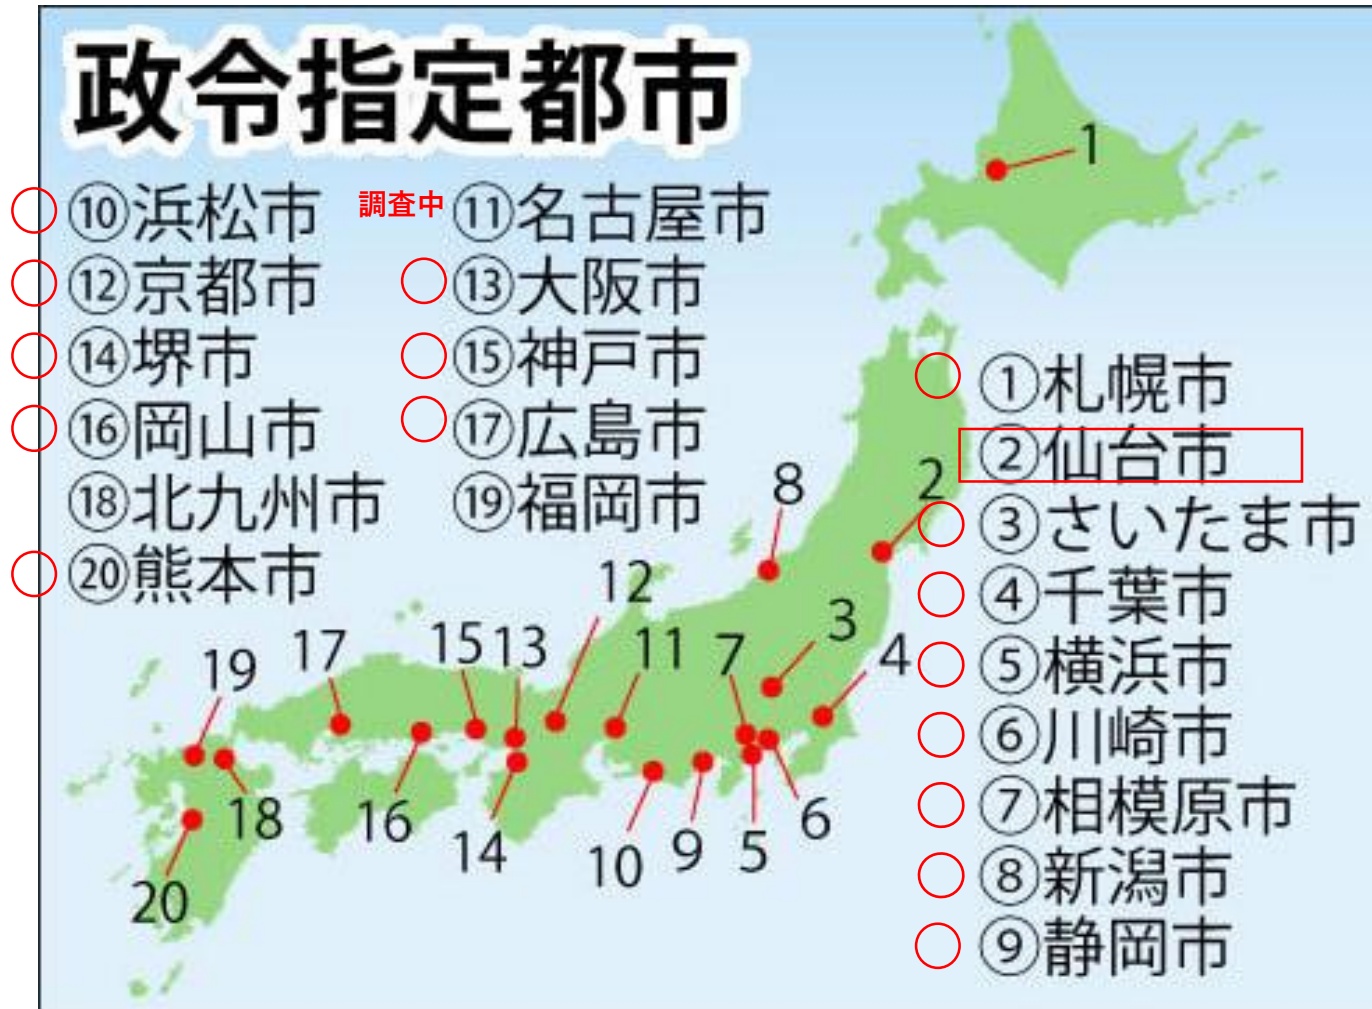 政令指定都市
⑩浜松市
調査中 ⑪名古屋市
⑫京都市
⑬大阪市
⑭堺市
⑮神戸市
⑯岡山市
⑰広島市
⑱北九州市
⑲福岡市
⑳熊本市
①札幌市
②仙台市
③さいたま市
④千葉市
⑤横浜市
⑥川崎市
⑦相模原市
⑧新潟市
⑨静岡市
1
2
8
12
3
17
15
13
11
7
4
19
18
16
14
10
9
5
6
20